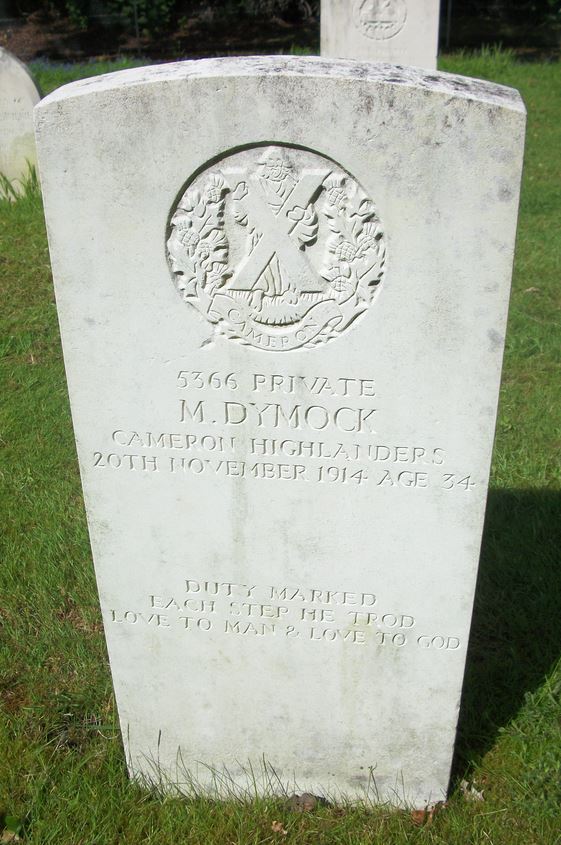 CAMERON
5366 PRIVATE
M. DYMOCK
CAMERON HIGHLANDERS
20TH NOVEMBER 1914 AGE 34
DUTY MARKED
EACH STEP HE TROD
LOVE TO MAN & LOVE TO GOD